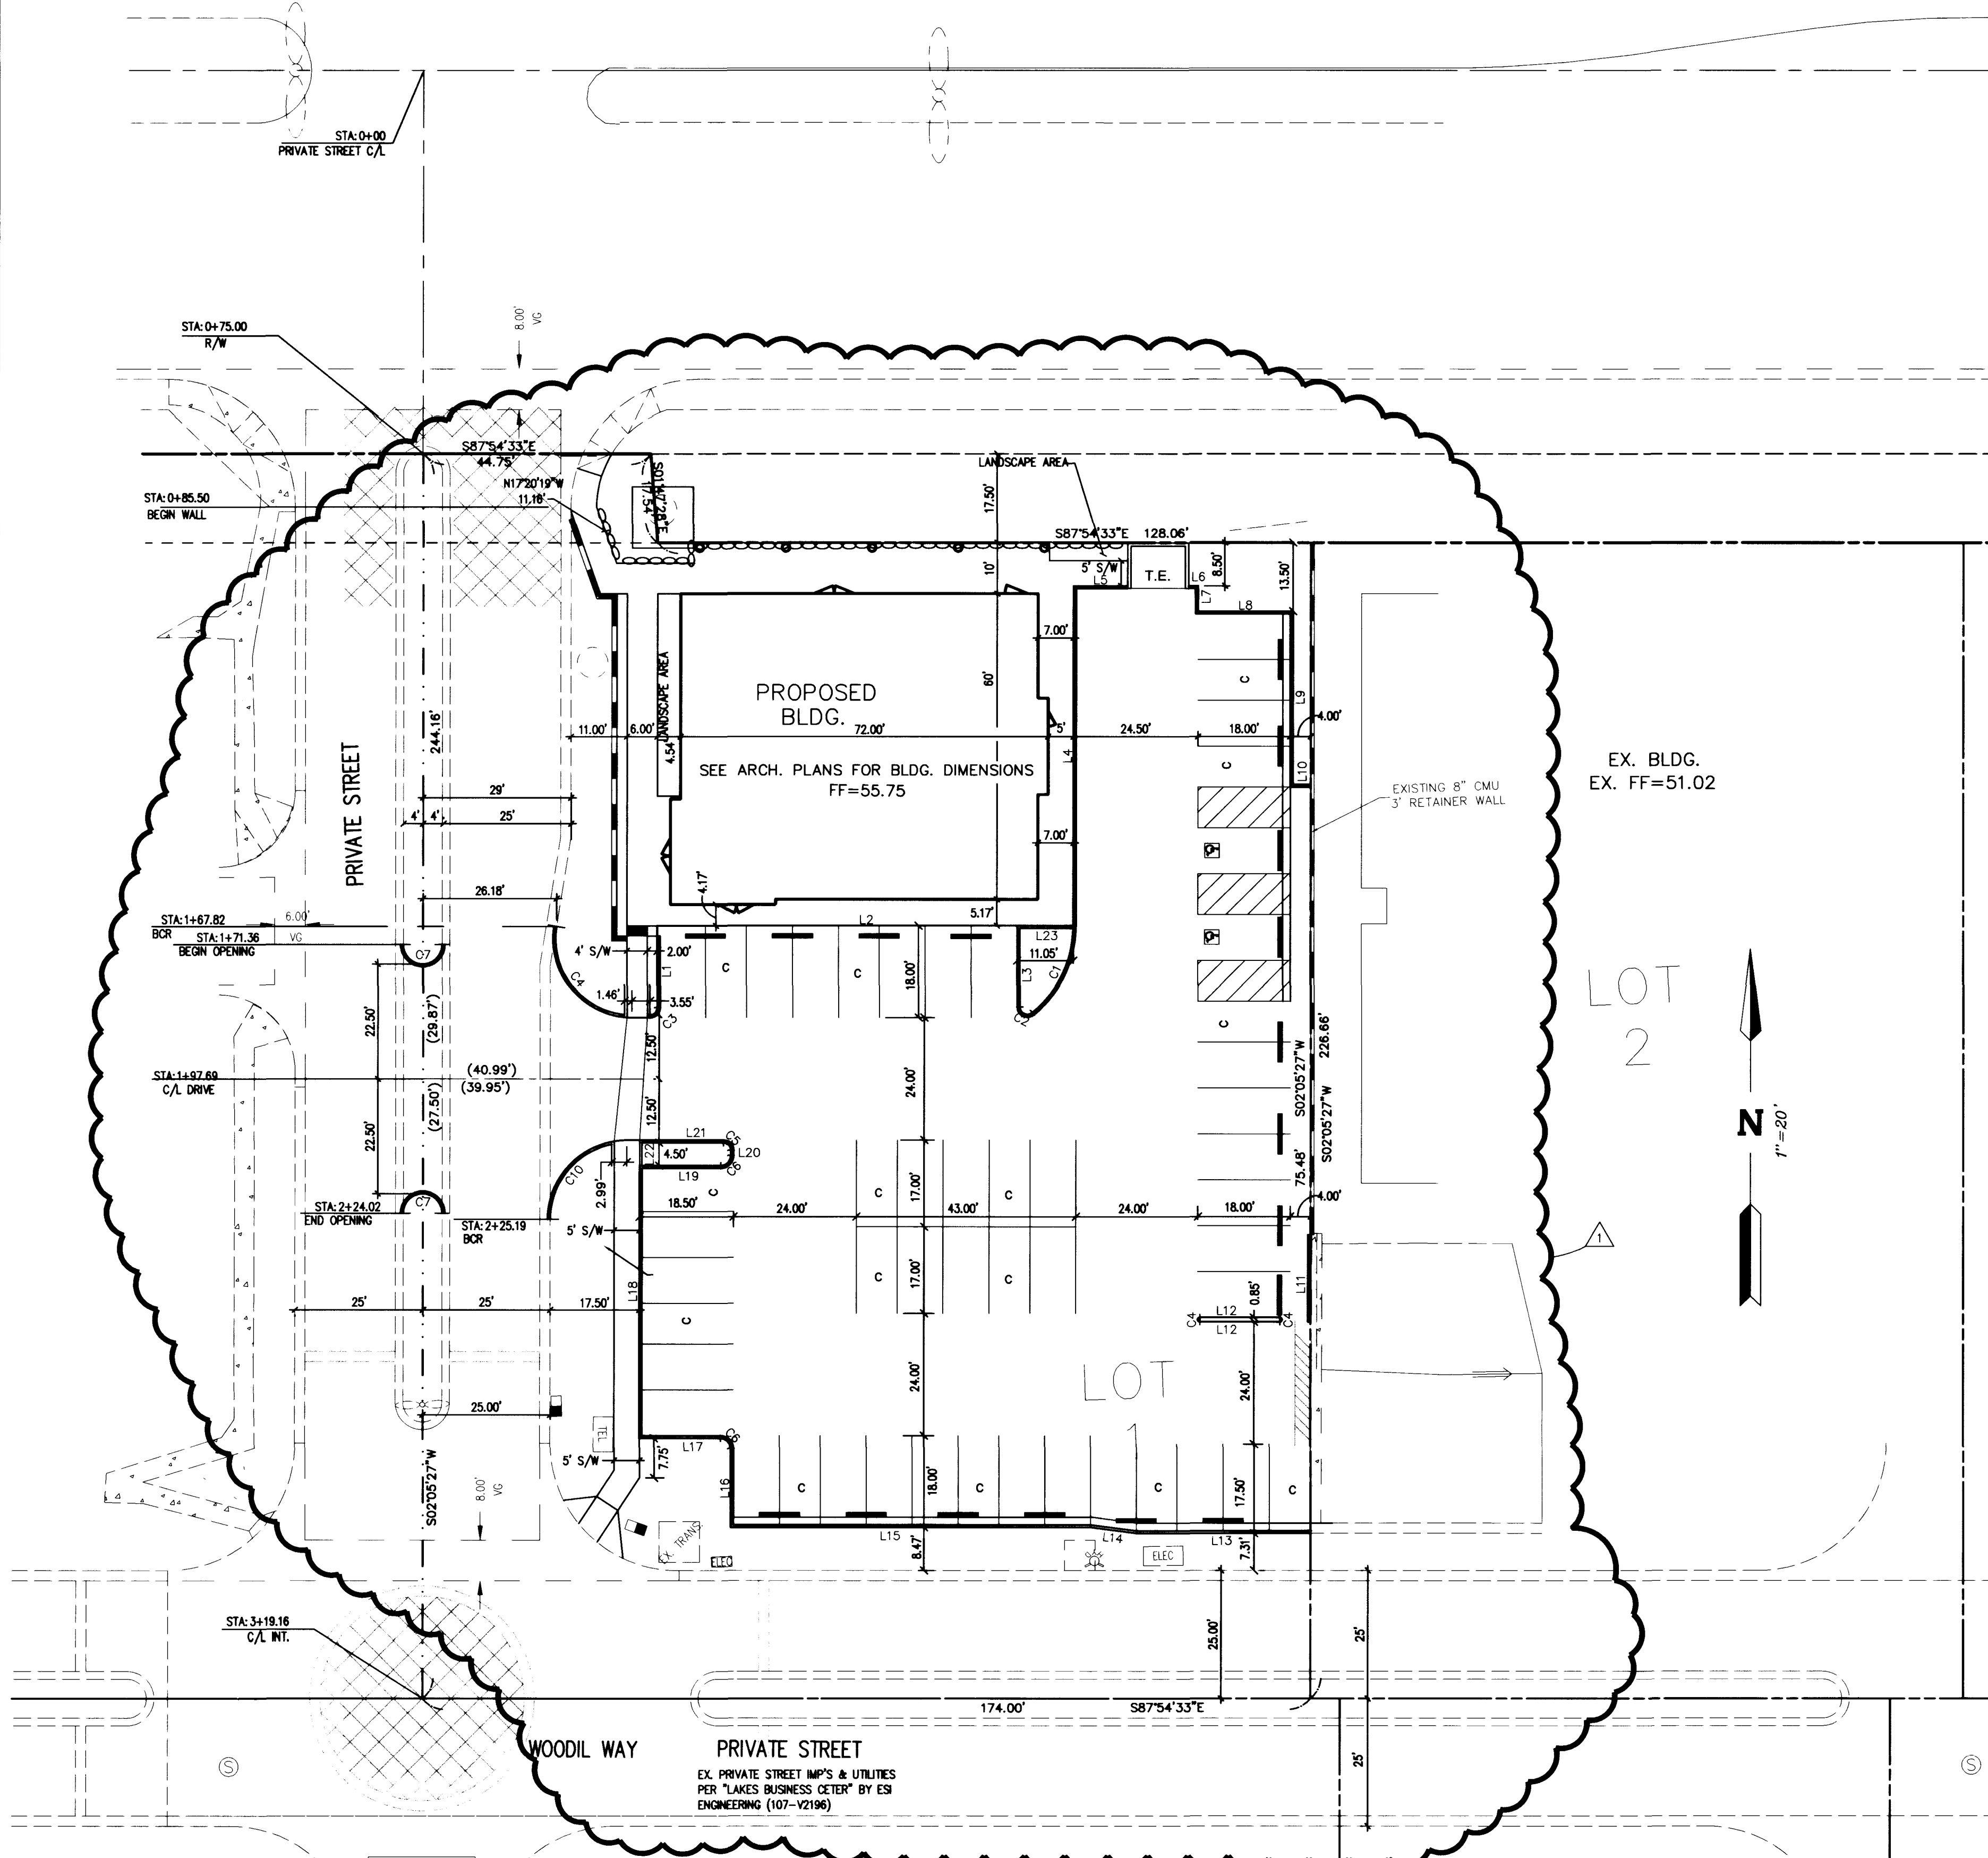 STA: 0+00
PRIVATE STREET C/L
8.00'
VG
STA: 0+75.00
R/W
S87°54'33"E
44.75'
N17°20'19"W
11.18'
S01°47'28"E
17.54'
LANDSCAPE AREA
17.50'
STA: 0+85.50
BEGIN WALL
S87°54'33"E 128.06'
10'
5' S/W
L5
T.E.
L6
L7
8.50'
13.50'
L8
7.00'
C
LANDSCAPE AREA
PROPOSED
BLDG.
60'
L9
4.00'
PRIVATE STREET
244.16'
11.00'
6.00'
4.54'
72.00'
5'
24.50'
18.00'
L4
SEE ARCH. PLANS FOR BLDG. DIMENSIONS
FF=55.75
C
L10
EX. BLDG.
EX. FF=51.02
EXISTING 8" CMU
3' RETAINER WALL
29'
4'
4'
25'
7.00'
26.18'
4.17'
5.17'
L2
STA: 1+67.82
BCR
6.00'
VG
STA: 1+71.36
BEGIN OPENING
C7
4' S/W
2.00'
L1
C
C
18.00'
L23
11.05'
L3
C1
C4
1.46'
3.55'
C3
C2
C
LOT
2
22.50'
(29.87')
12.50'
24.00'
S02°05'27"W
226.66'
(40.99')
(39.95')
STA: 1+97.69
C/L DRIVE
22.50'
(27.50')
12.50'
S02°05'27"W
75.48'
N
1"=20'
L21
C5
L22
4.50'
L20
L19
C6
C10
2.99'
C
C
C
17.00'
C7
STA: 2+24.02
END OPENING
STA: 2+25.19
BCR
18.50'
24.00'
43.00'
24.00'
18.00'
4.00'
5' S/W
1
C
C
17.00'
L18
L11
0.85'
25'
25'
17.50'
C
C4
L12
L12
C4
24.00'
24.00'
LOT
1
25.00'
TEL
L17
C6
7.75'
5' S/W
S02°05'27"W
8.00'
VG
L16
C
18.00'
C
C
17.50'
C
L15
L14
L13
EX. TRANS.
ELEC
8.47'
ELEC
7.31'
STA: 3+19.16
C/L INT.
25.00'
25'
174.00'
S87°54'33"E
25'
WOODIL WAY
PRIVATE STREET
EX. PRIVATE STREET IMP'S & UTILITIES
PER "LAKES BUSINESS CETER" BY ESI
ENGINEERING (107-V2196)
S
S